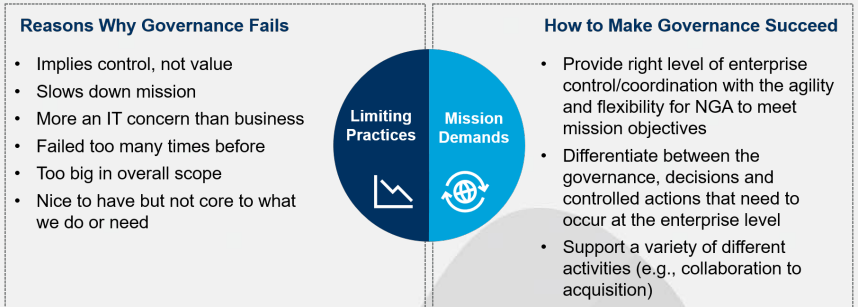 Reasons Why Governance Fails
• Implies control, not value
• Slows down mission
• More an IT concern than business
• Failed too many times before
• Too big in overall scope
• Nice to have but not core to what
we do or need
Limiting
Practices
Mission
Demands
How to Make Governance Succeed
• Provide right level of enterprise
control/coordination with the agility
and flexibility for NGA to meet
mission objectives
• Differentiate between the
governance, decisions and
controlled actions that need to
occur at the enterprise level
• Support a variety of different
activities (e.g., collaboration to
acquisition)